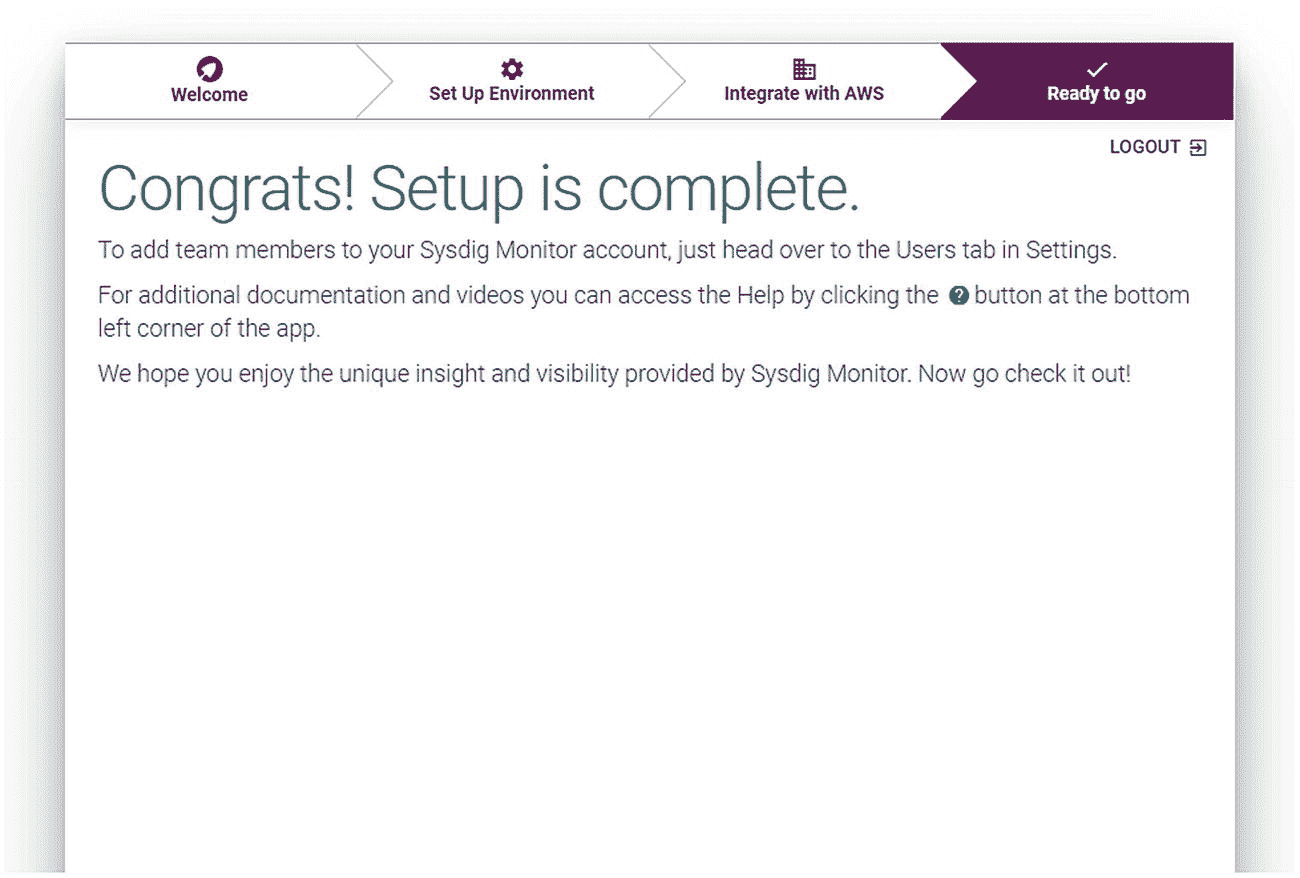 Welcome
Set Up Environment
Integrate with AWS
Ready to go
LOGOUT
Congrats! Setup is complete.
To add team members to your Sysdig Monitor account, just head over to the Users tab in Settings.
For additional documentation and videos you can access the Help by clicking the ? button at the bottom
left corner of the app.
We hope you enjoy the unique insight and visibility provided by Sysdig Monitor. Now go check it out!